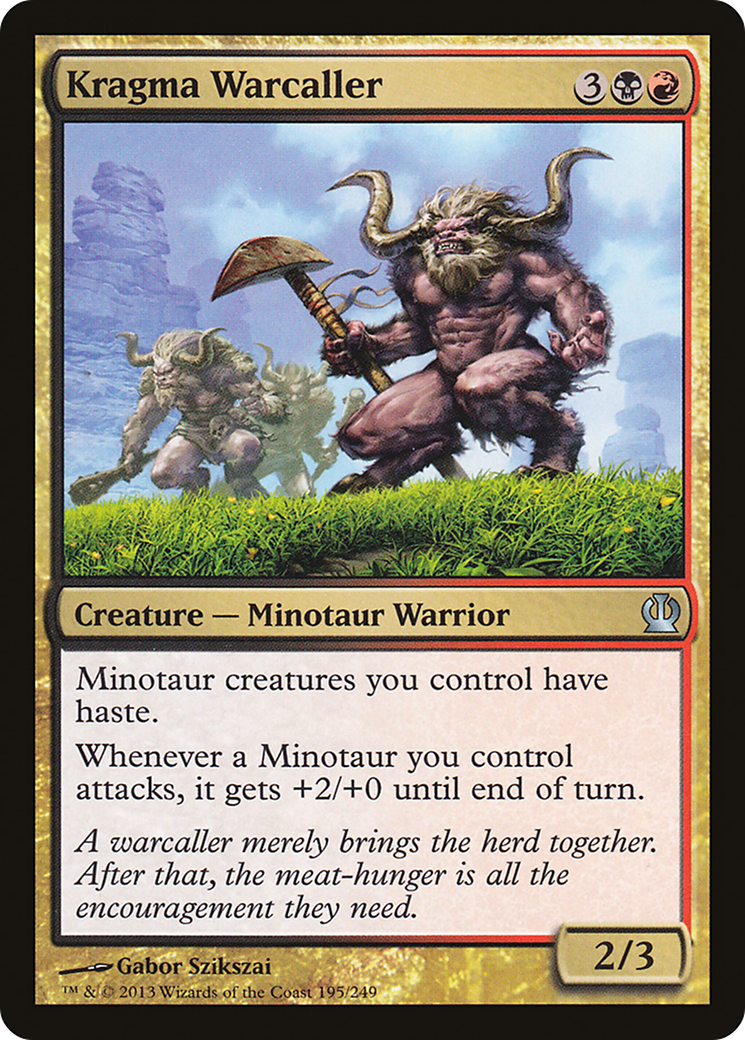 Kragma Warcaller 3
Creature — Minotaur Warrior
Minotaur creatures you control have
haste.
Whenever a Minotaur you control
attacks, it gets +2/+0 until end of turn.
A warcaller merely brings the herd together.
After that, the meat-hunger is all the
encouragement they need.
2/3
Gabor Szikszai
™ & © 2013 Wizards of the Coast 195/249